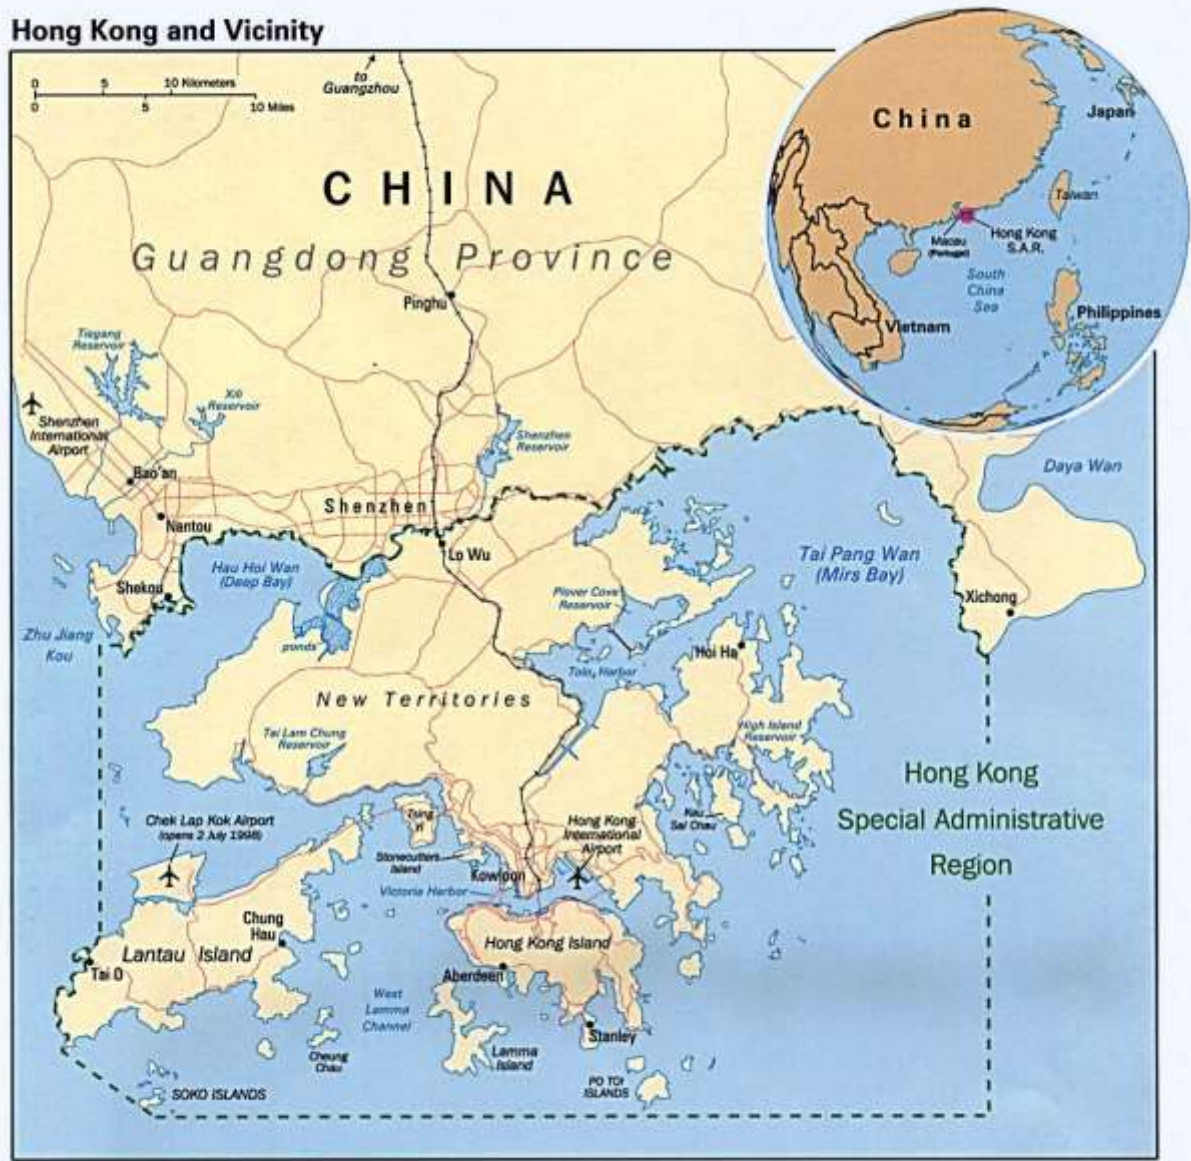 Hong Kong and Vicinity
0 5 10 Kilometers
0 5 10 Miles
to
Guangzhou
CHINA
Guangdong Province
Pinghu
Tiegang
Reservoir
Xili
Reservoir
Shenzhen
International
Airport
Shenzhen
Reservoir
Bao'an
Shenzhen
Nantou
Lo Wu
Hau Hoi Wan
(Deep Bay)
Shekou
Zhu Jiang
Kou
ponds
Plover Cove
Reservoir
Tai Pang Wan
(Mirs Bay)
Daya Wan
Xichong
Hoi Ha
Tolo Harbor
New Territories
Tai Lam Chung
Reservoir
High Island
Reservoir
Hong Kong
Special Administrative
Region
Chek Lap Kok Airport
(opens 2 July 1998)
Tsing
Yi
Hong Kong
International
Airport
Kau
Sai Chau
Stonecutters
Island
Kowloon
Victoria Harbor
Chung
Hau
Lantau Island
Tai O
Hong Kong Island
Aberdeen
West
Lamma
Channel
Stanley
Cheung
Chau
Lamma
Island
SOKO ISLANDS
PO TOI
ISLANDS
China
Japan
Taiwan
Macau
(Portugal)
Hong Kong
S.A.R.
South
China
Sea
Vietnam
Philippines